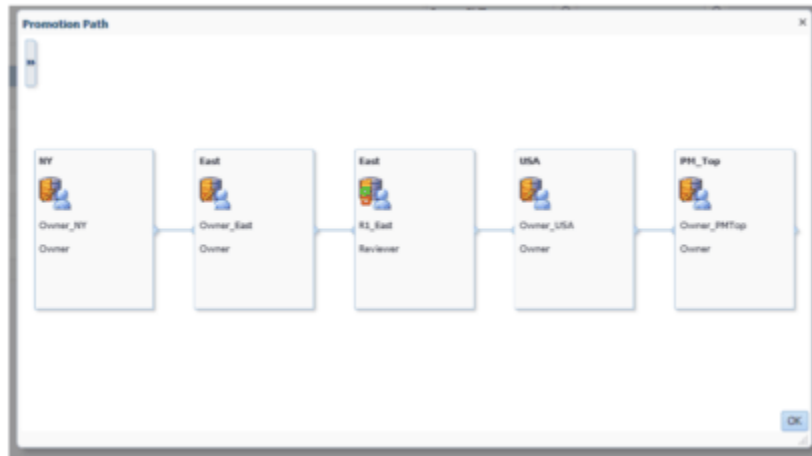 Promotion Path
NY
Owner_NY
Owner
East
Owner_East
Owner
East
R1_East
Reviewer
USA
Owner_USA
Owner
PM_Top
Owner_PMTop
Owner
OK